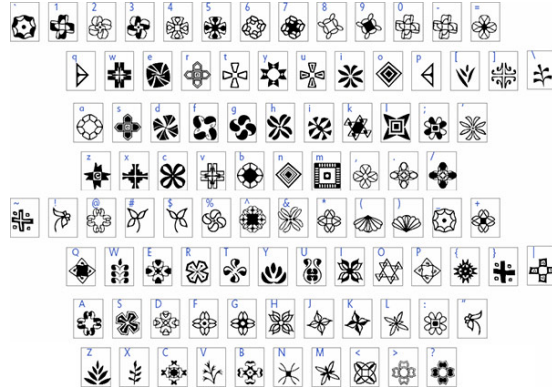 ` 1 2 3 4 5 6 7 8 9 0 - =
q w e r t y u i o p [ ] \
a s d f g h i k l ; '
z x c v b n m , . /
~ ! @ # $ % ^ & * ( ) _ +
Q W E R T Y U I O P { } |
A S D F G H J K L : "
Z X C V B N M < > ?